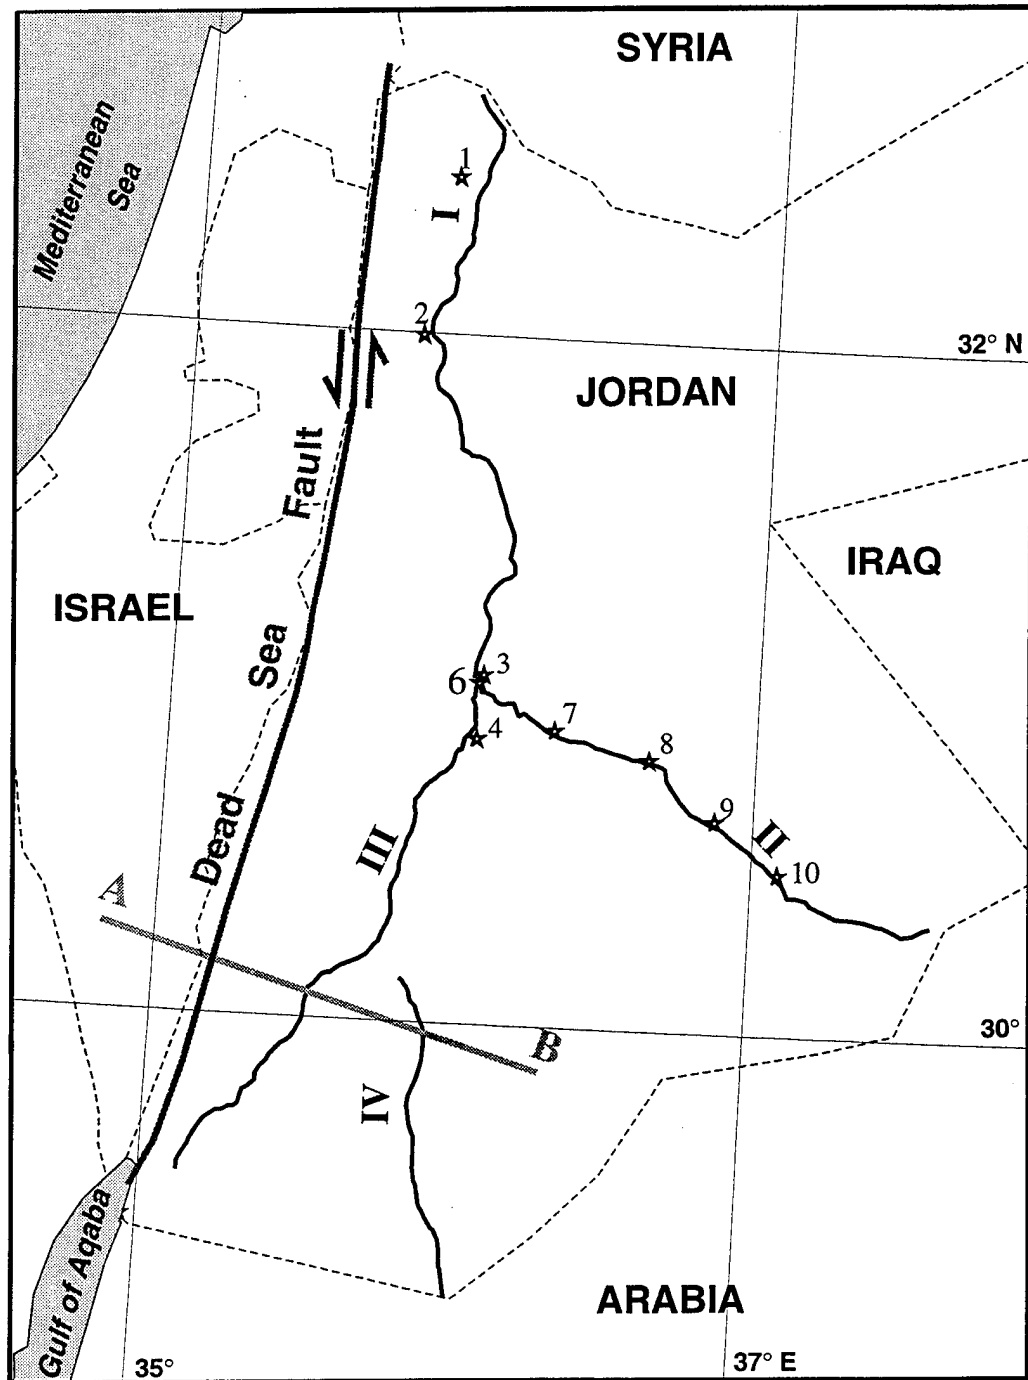 SYRIA
Mediterranean
Sea
1
I
2
32° N
JORDAN
Fault
IRAQ
ISRAEL
Sea
3
6
7
4
8
9
II
10
Dead
III
A
30°
B
IV
Gulf of Aqaba
ARABIA
35°
37° E